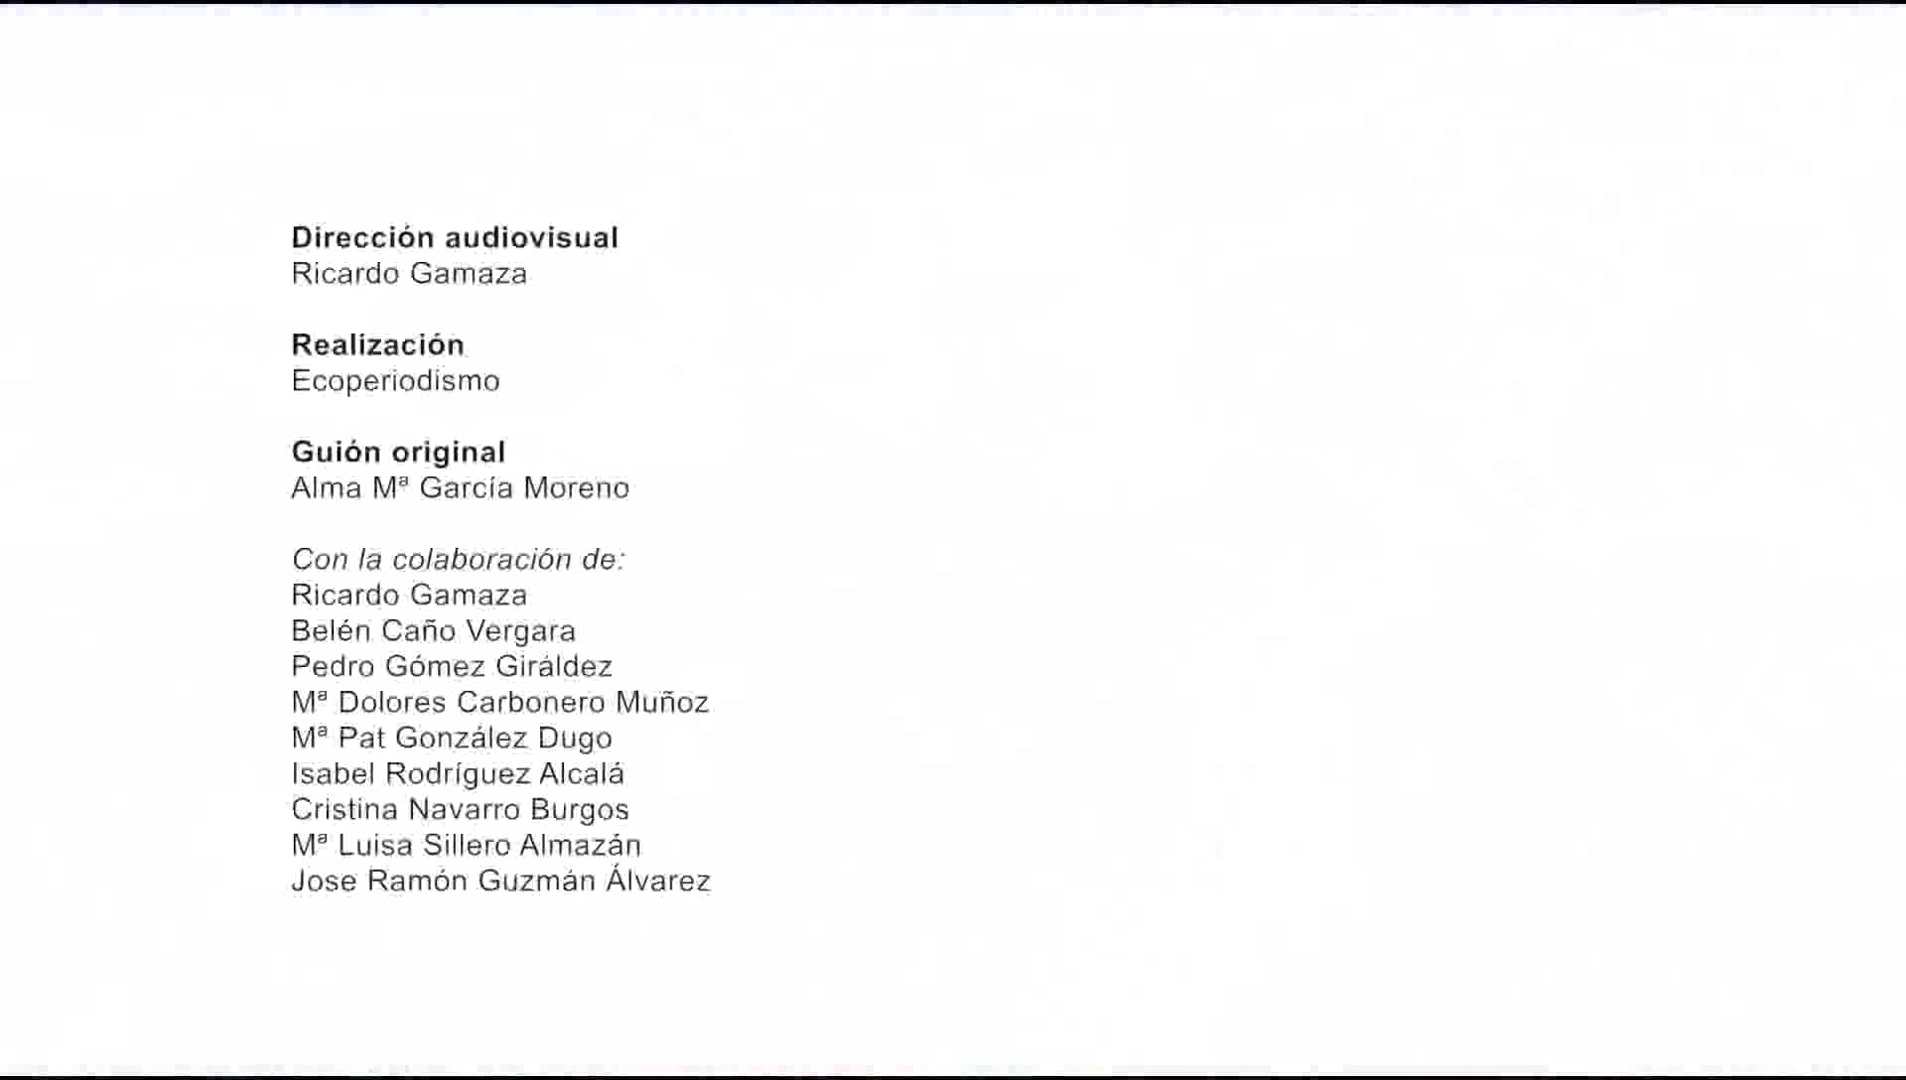 Dirección audiovisual
Ricardo Gamaza
Realización
Ecoperiodismo
Guión original
Alma Mª García Moreno
Con la colaboración de:
Ricardo Gamaza
Belén Caño Vergara
Pedro Gómez Giráldez
Mª Dolores Carbonero Muñoz
Mª Pat González Dugo
Isabel Rodríguez Alcalá
Cristina Navarro Burgos
Mª Luisa Sillero Almazán
Jose Ramón Guzmán Álvarez